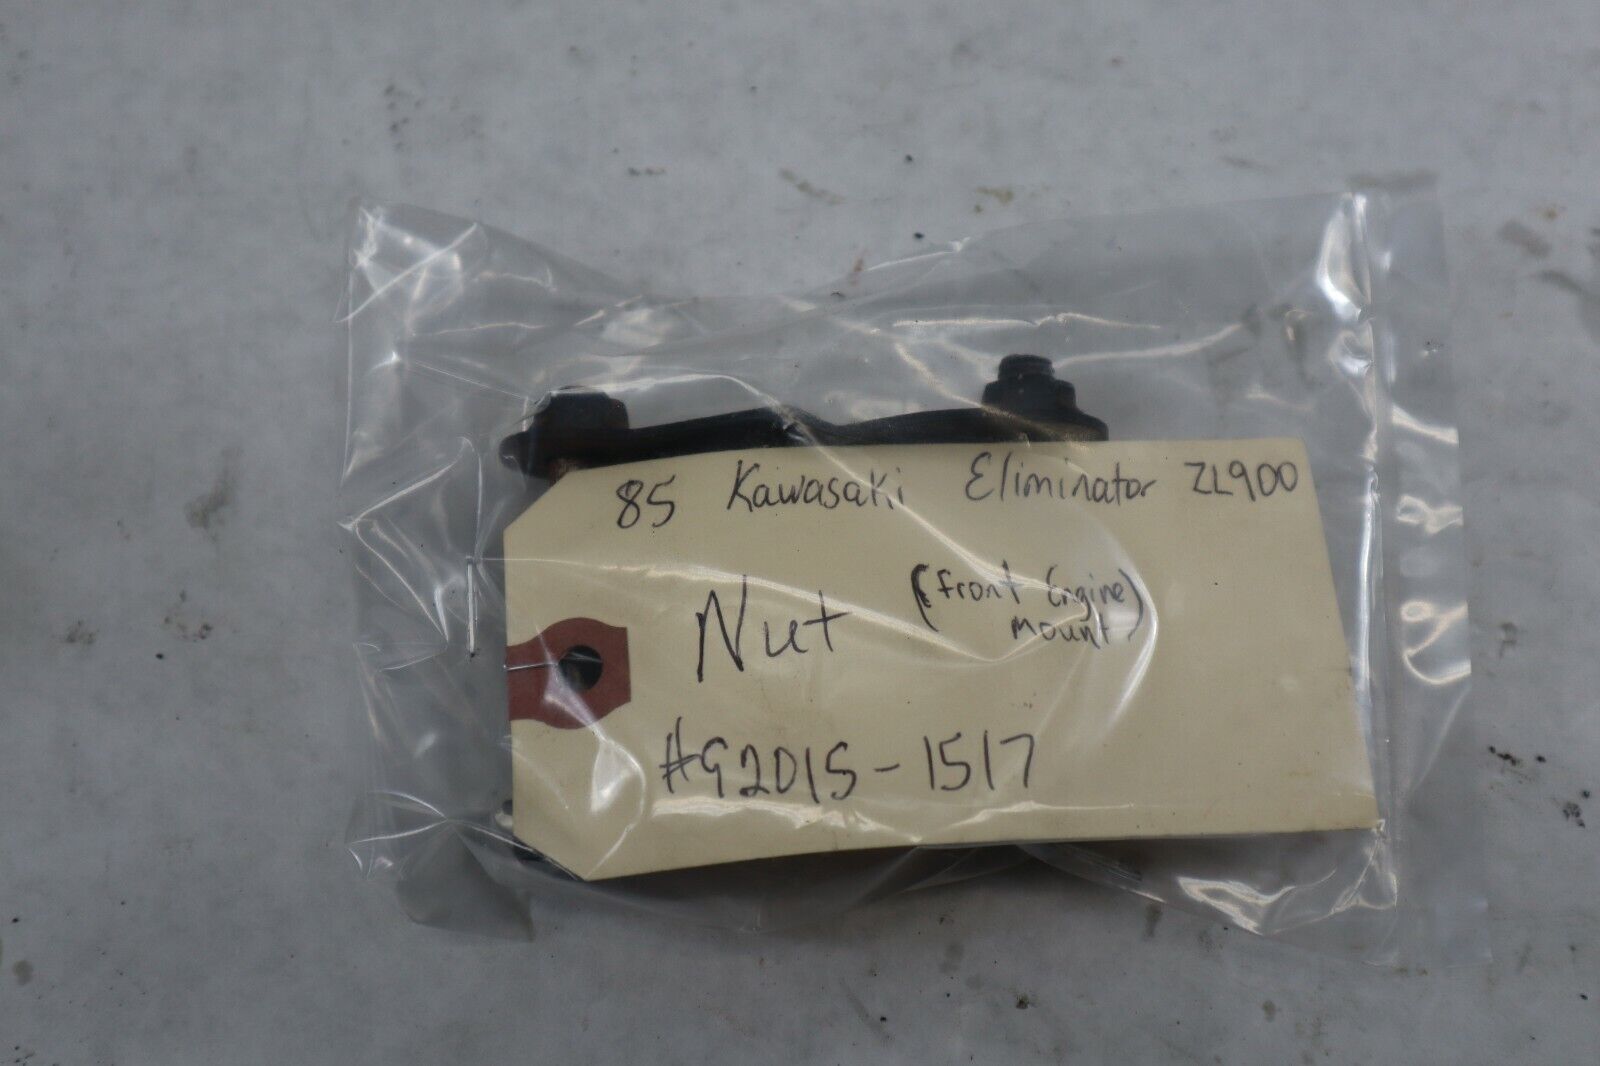 85 Kawasaki Eliminator ZL900
Nut (front Engine
mount)
#92015-1517